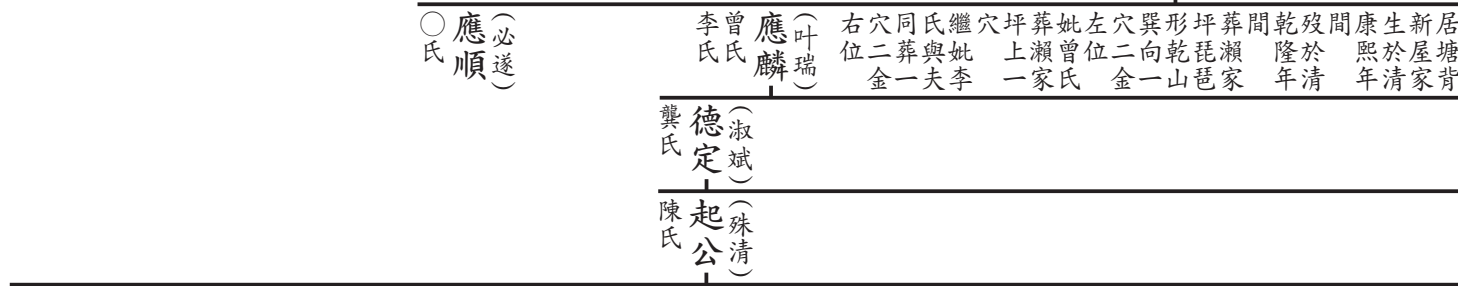 居塘背
新屋家
生於清
康熙年
間
歿於清
乾隆年
間
葬瀨家
坪琵琶
形乾山
巽向一
穴二金
左位
妣曾氏
葬瀨家
坪上一
穴
繼妣李
氏與夫
同葬一
穴二金
右位
(叶瑞)
應麟
曾氏
李氏
(必遂)
應順
○氏
(淑斌)
德定
龔氏
(殊清)
起公
陳氏